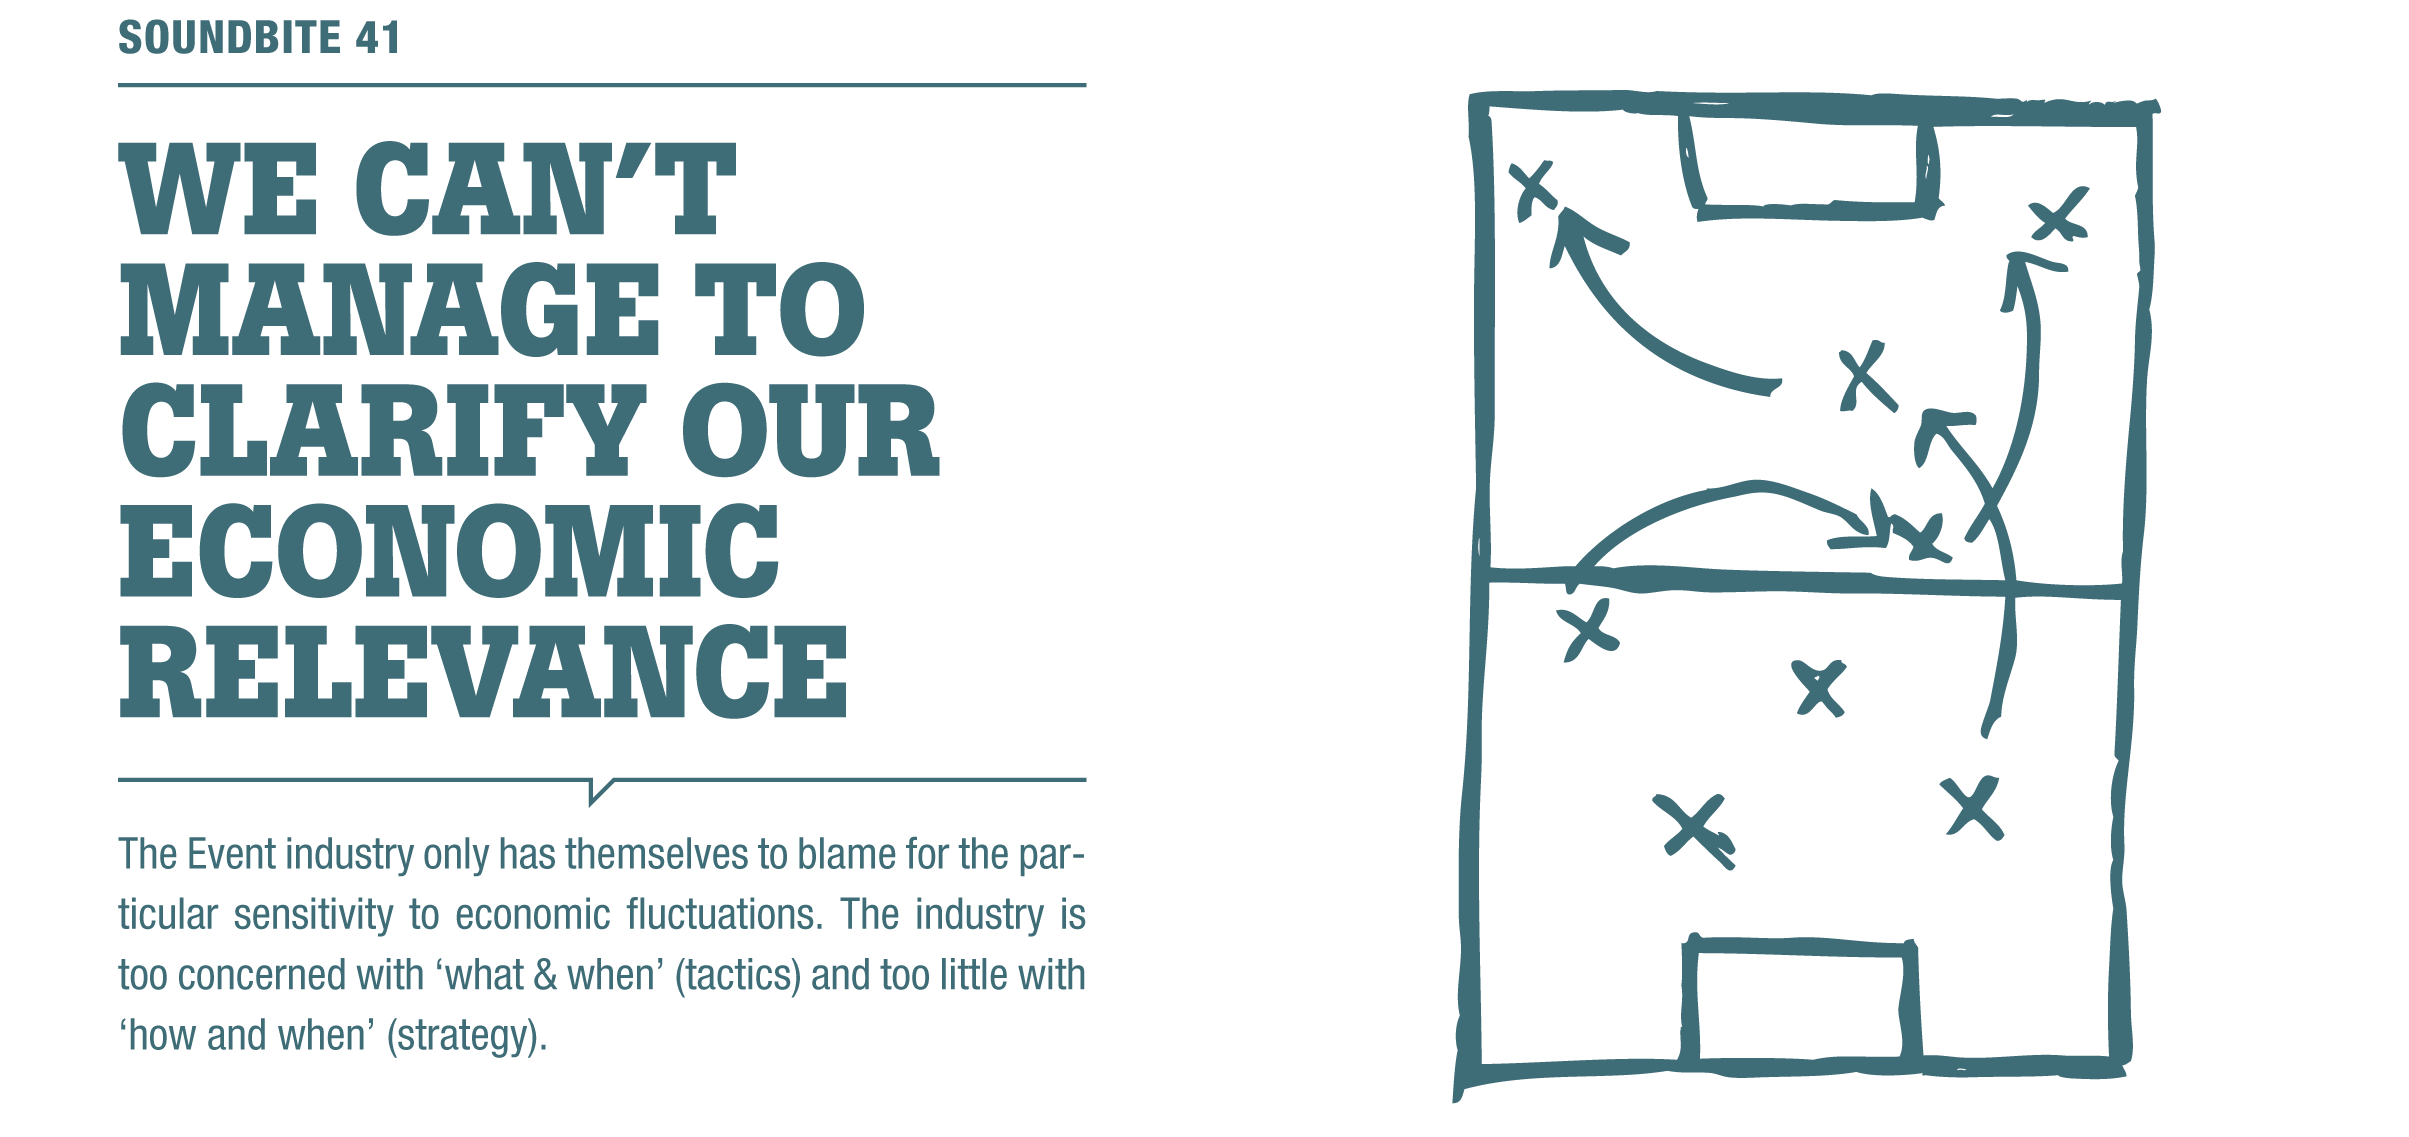 SOUNDBITE 41
WE CAN’T
MANAGE TO
CLARIFY OUR
ECONOMIC
RELEVANCE
The Event industry only has themselves to blame for the par-
ticular sensitivity to economic fluctuations. The industry is
too concerned with ‘what & when’ (tactics) and too little with
‘how and when’ (strategy).